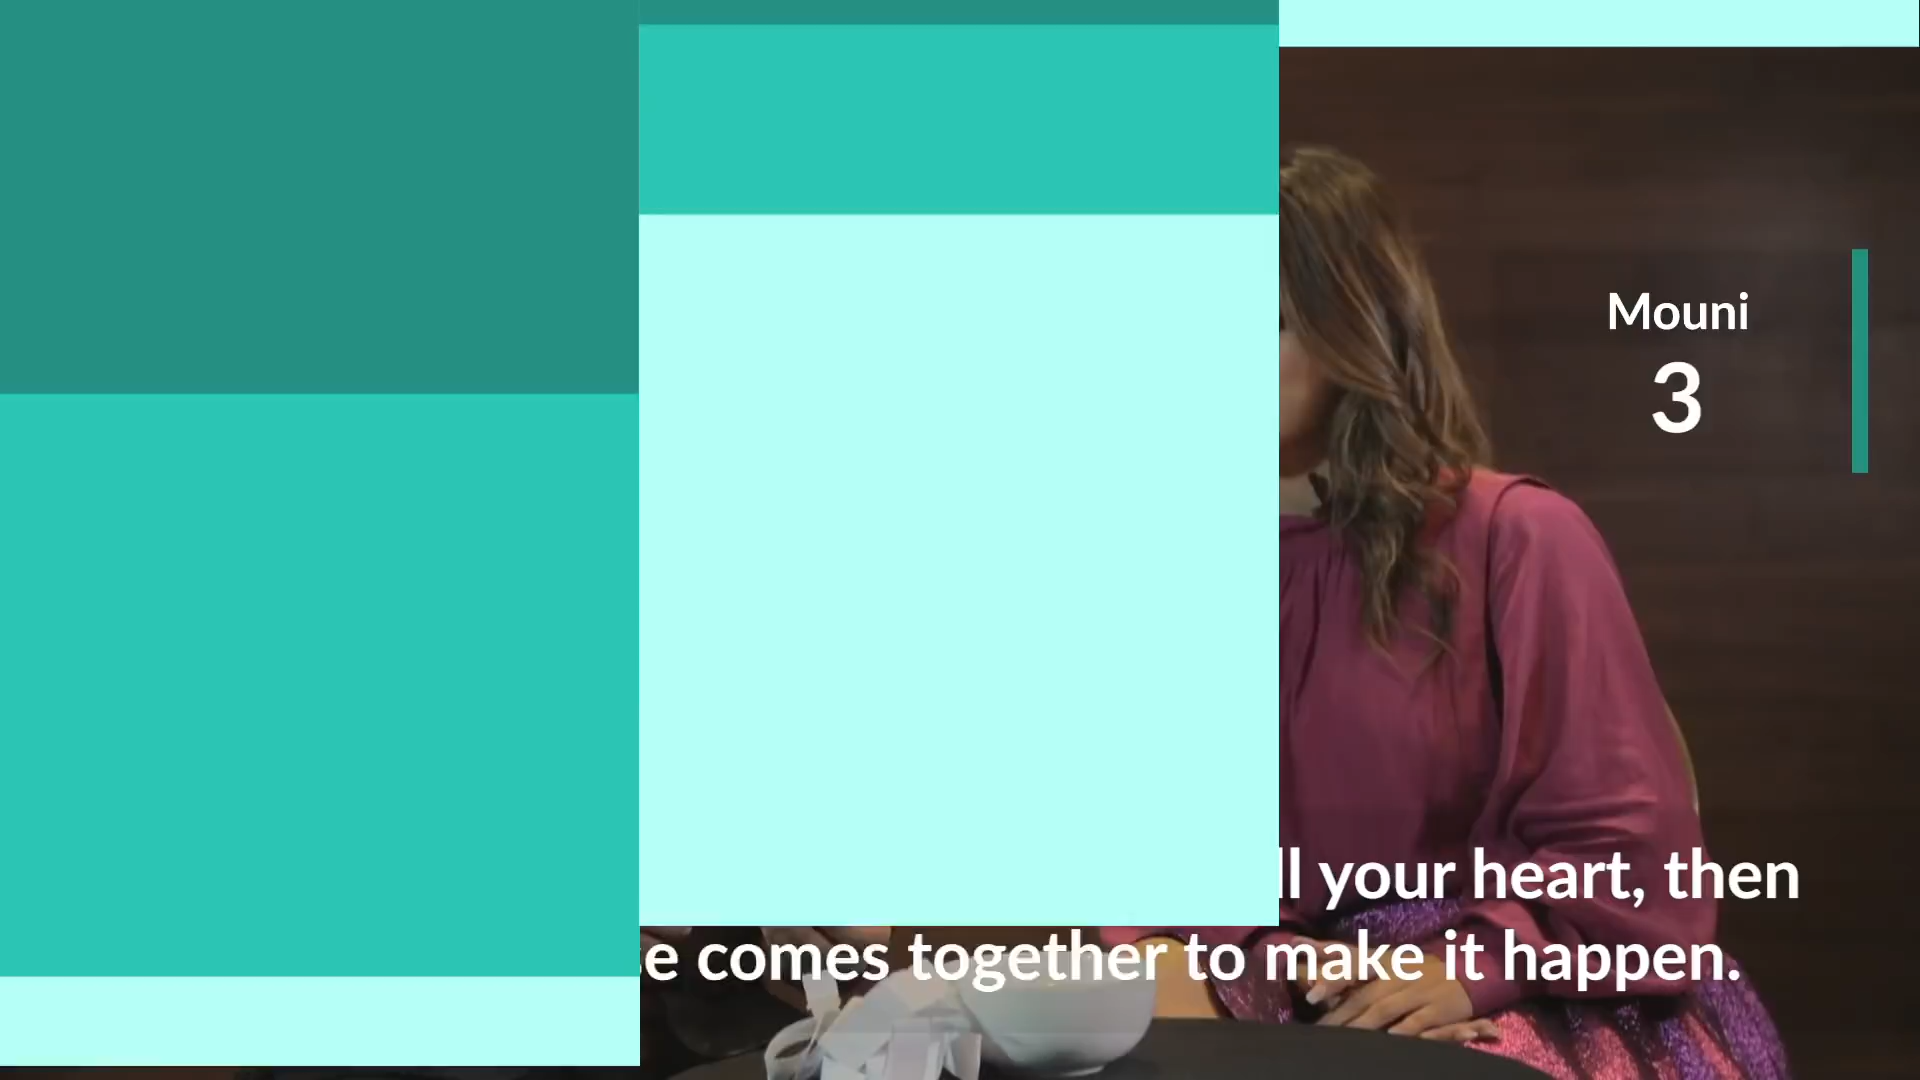 Mouni
3
your heart, then
comes together to make it happen.